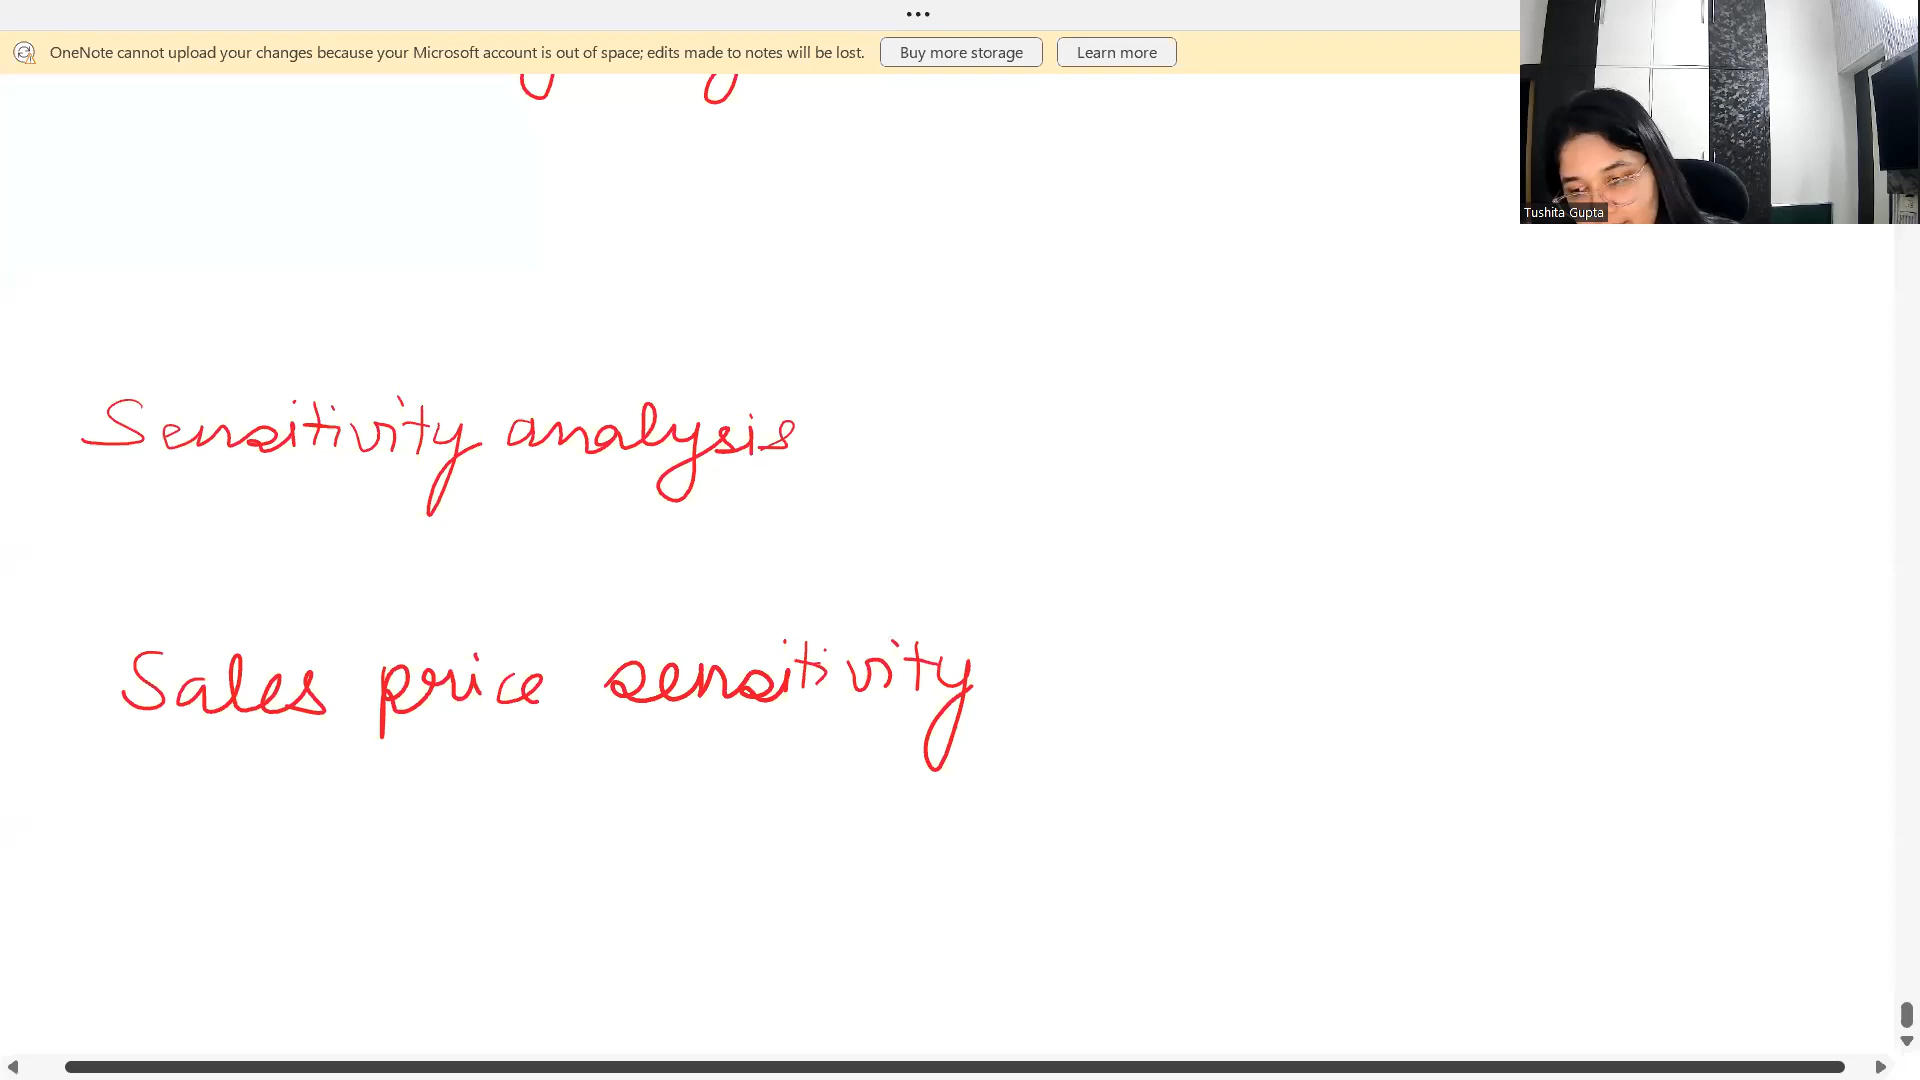 OneNote cannot upload your changes because your Microsoft account is out of space; edits made to notes will be lost. Buy more storage Learn more
Tushita Gupta
Sensitivity analysis
Sales price sensitivity